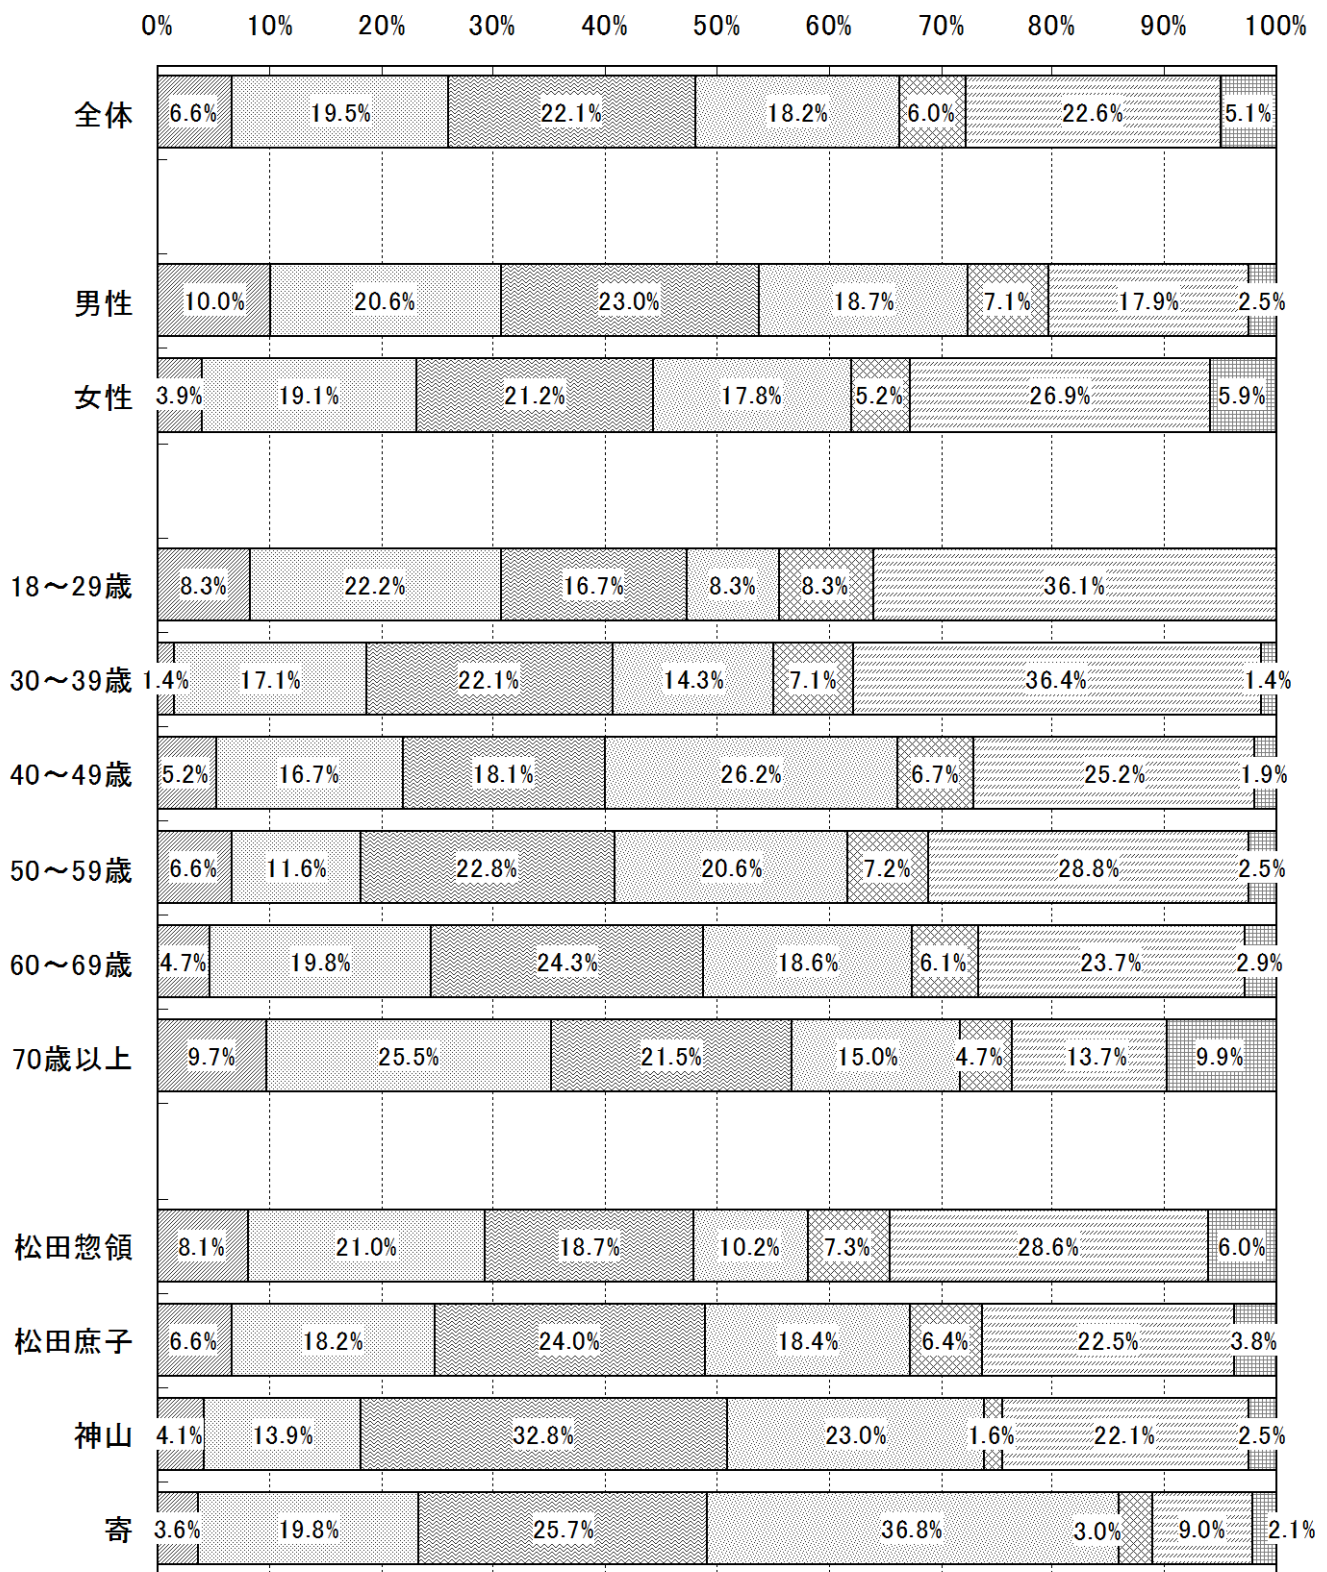 0% 10% 20% 30% 40% 50% 60% 70% 80% 90% 100%
全体 6.6% 19.5% 22.1% 18.2% 6.0% 22.6% 5.1%
男性 10.0% 20.6% 23.0% 18.7% 7.1% 17.9% 2.5%
女性 3.9% 19.1% 21.2% 17.8% 5.2% 26.9% 5.9%
18～29歳 8.3% 22.2% 16.7% 8.3% 8.3% 36.1%
30～39歳 1.4% 17.1% 22.1% 14.3% 7.1% 36.4% 1.4%
40～49歳 5.2% 16.7% 18.1% 26.2% 6.7% 25.2% 1.9%
50～59歳 6.6% 11.6% 22.8% 20.6% 7.2% 28.8% 2.5%
60～69歳 4.7% 19.8% 24.3% 18.6% 6.1% 23.7% 2.9%
70歳以上 9.7% 25.5% 21.5% 15.0% 4.7% 13.7% 9.9%
松田惣領 8.1% 21.0% 18.7% 10.2% 7.3% 28.6% 6.0%
松田庶子 6.6% 18.2% 24.0% 18.4% 6.4% 22.5% 3.8%
神山 4.1% 13.9% 32.8% 23.0% 1.6% 22.1% 2.5%
寄 3.6% 19.8% 25.7% 36.8% 3.0% 9.0% 2.1%